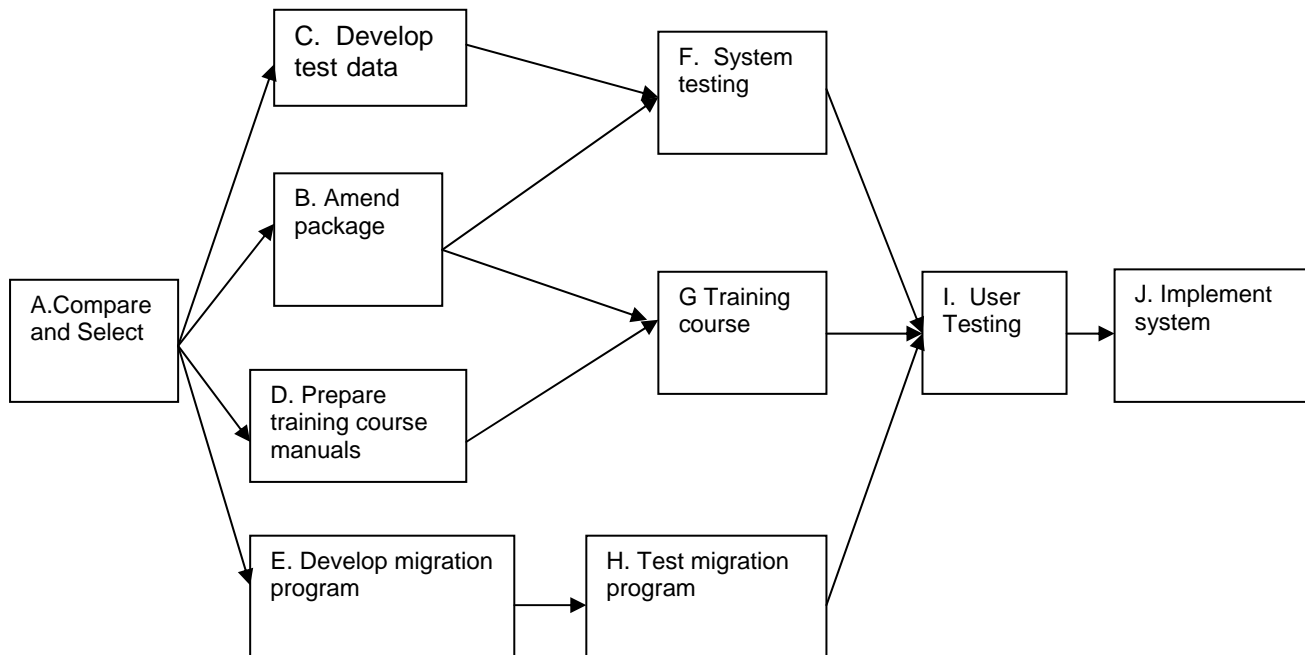 C. Develop
test data
F. System
testing
B. Amend
package
A.Compare
and Select
G Training
course
I. User
Testing
J. Implement
system
D. Prepare
training course
manuals
E. Develop migration
program
H. Test migration
program